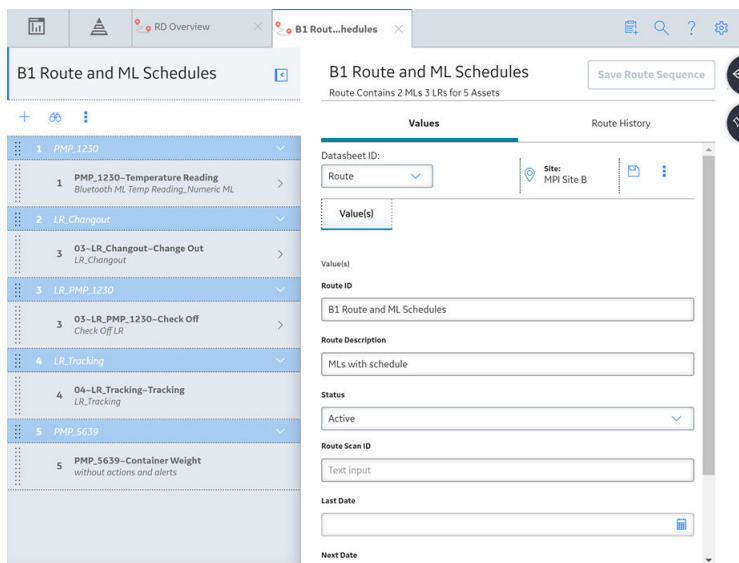 RD Overview
B1 Rout...hedules
B1 Route and ML Schedules
1 PMP_1230
1 PMP_1230~Temperature Reading
Bluetooth ML Temp Reading_Numeric ML
2 LR_Changout
3 03~LR_Changout~Change Out
LR_Changout
3 LR_PMP_1230
3 03~LR_PMP_1230~Check Off
Check Off LR
4 LR_Tracking
4 04~LR_Tracking~Tracking
LR_Tracking
5 PMP_5639
5 PMP_5639~Container Weight
without actions and alerts
B1 Route and ML Schedules
Route Contains 2 MLs 3 LRs for 5 Assets
Save Route Sequence
Values
Route History
Datasheet ID:
Route
Site:
MPI Site B
Value(s)
Value(s)
Route ID
B1 Route and ML Schedules
Route Description
MLs with schedule
Status
Active
Route Scan ID
Text input
Last Date
Next Date